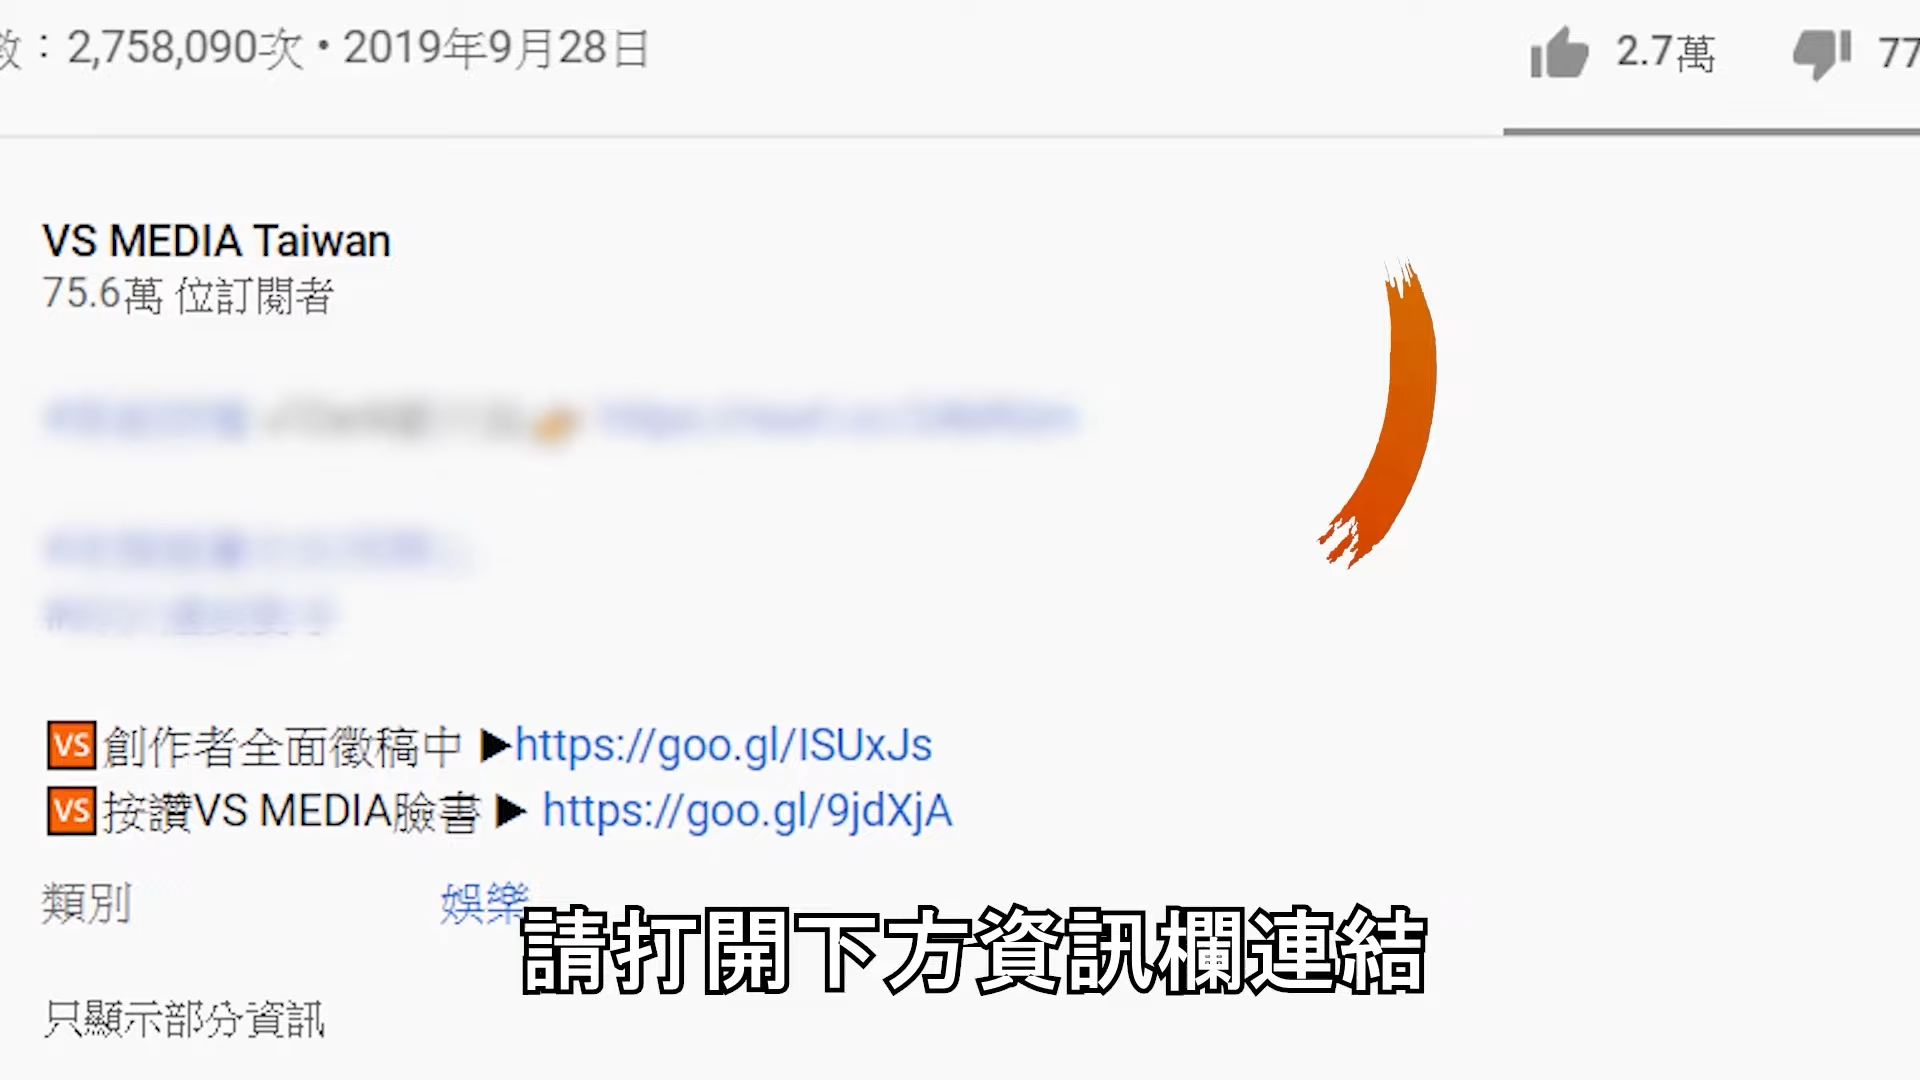 ：2,758,090次 • 2019年9月28日
2.7萬
77
VS MEDIA Taiwan
75.6萬 位訂閱者
VS創作者全面徵稿中 ▶https://goo.gl/ISUxJs
VS按讚VS MEDIA臉書 ▶ https://goo.gl/9jdXjA
類別 娛樂
請打開下方資訊欄連結
只顯示部分資訊